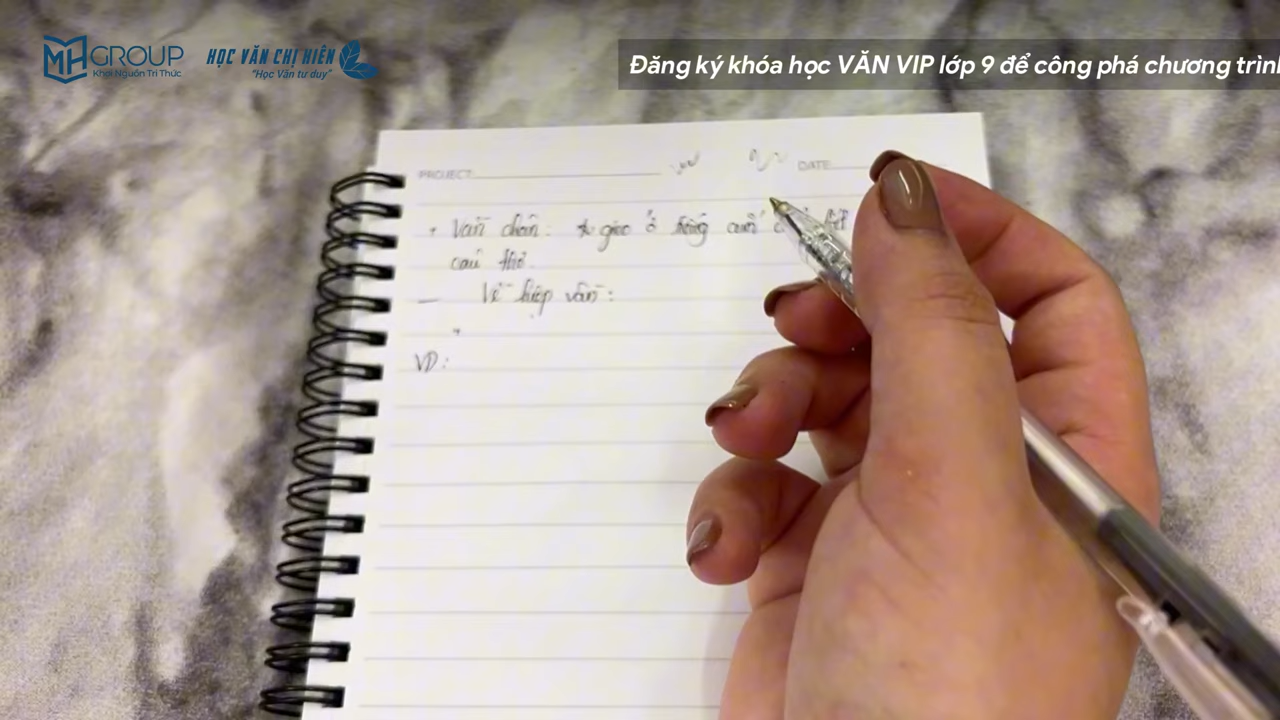 MH GROUP
Khơi Nguồn Tri Thức
HỌC VĂN CHỊ HIÊN
"Học Văn tư duy"
Đăng ký khóa học VĂN VIP lớp 9 để công phá chương trình
PROJECT
DATE
+ Vần chân: gieo ở cuối
câu thơ.
— Về hiệp vần:
VD: